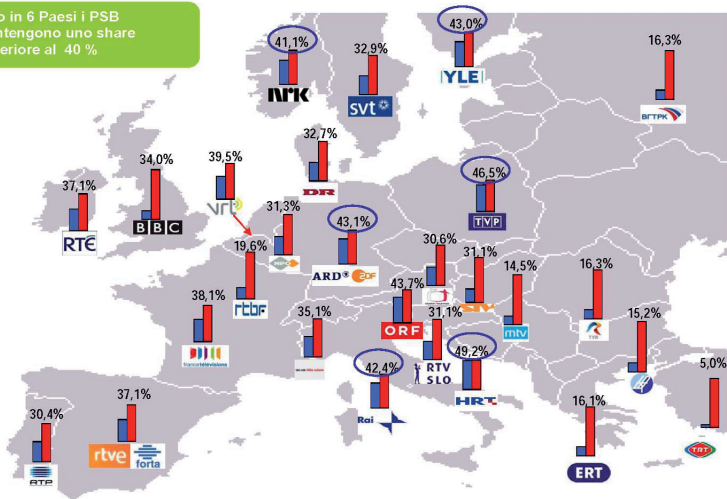 o in 6 Paesi i PSB
ntengono uno share
eriore al 40 %
41,1%
nrk
32,9%
svt
43,0%
YLE
16,3%
ВГТРК
37,1%
RTÉ
34,0%
BBC
39,5%
vrt
32,7%
DR
46,5%
TVP
31,3%
19,6%
rtbf
43,1%
ARD ZDF
30,6%
31,1%
STV
14,5%
mtv
16,3%
TVR
38,1%
francetélévisions
35,1%
43,7%
ORF
31,1%
RTV
SLO
49,2%
HRT
15,2%
5,0%
TRT
42,4%
Rai
16,1%
ERT
30,4%
RTP
37,1%
rtve
forta